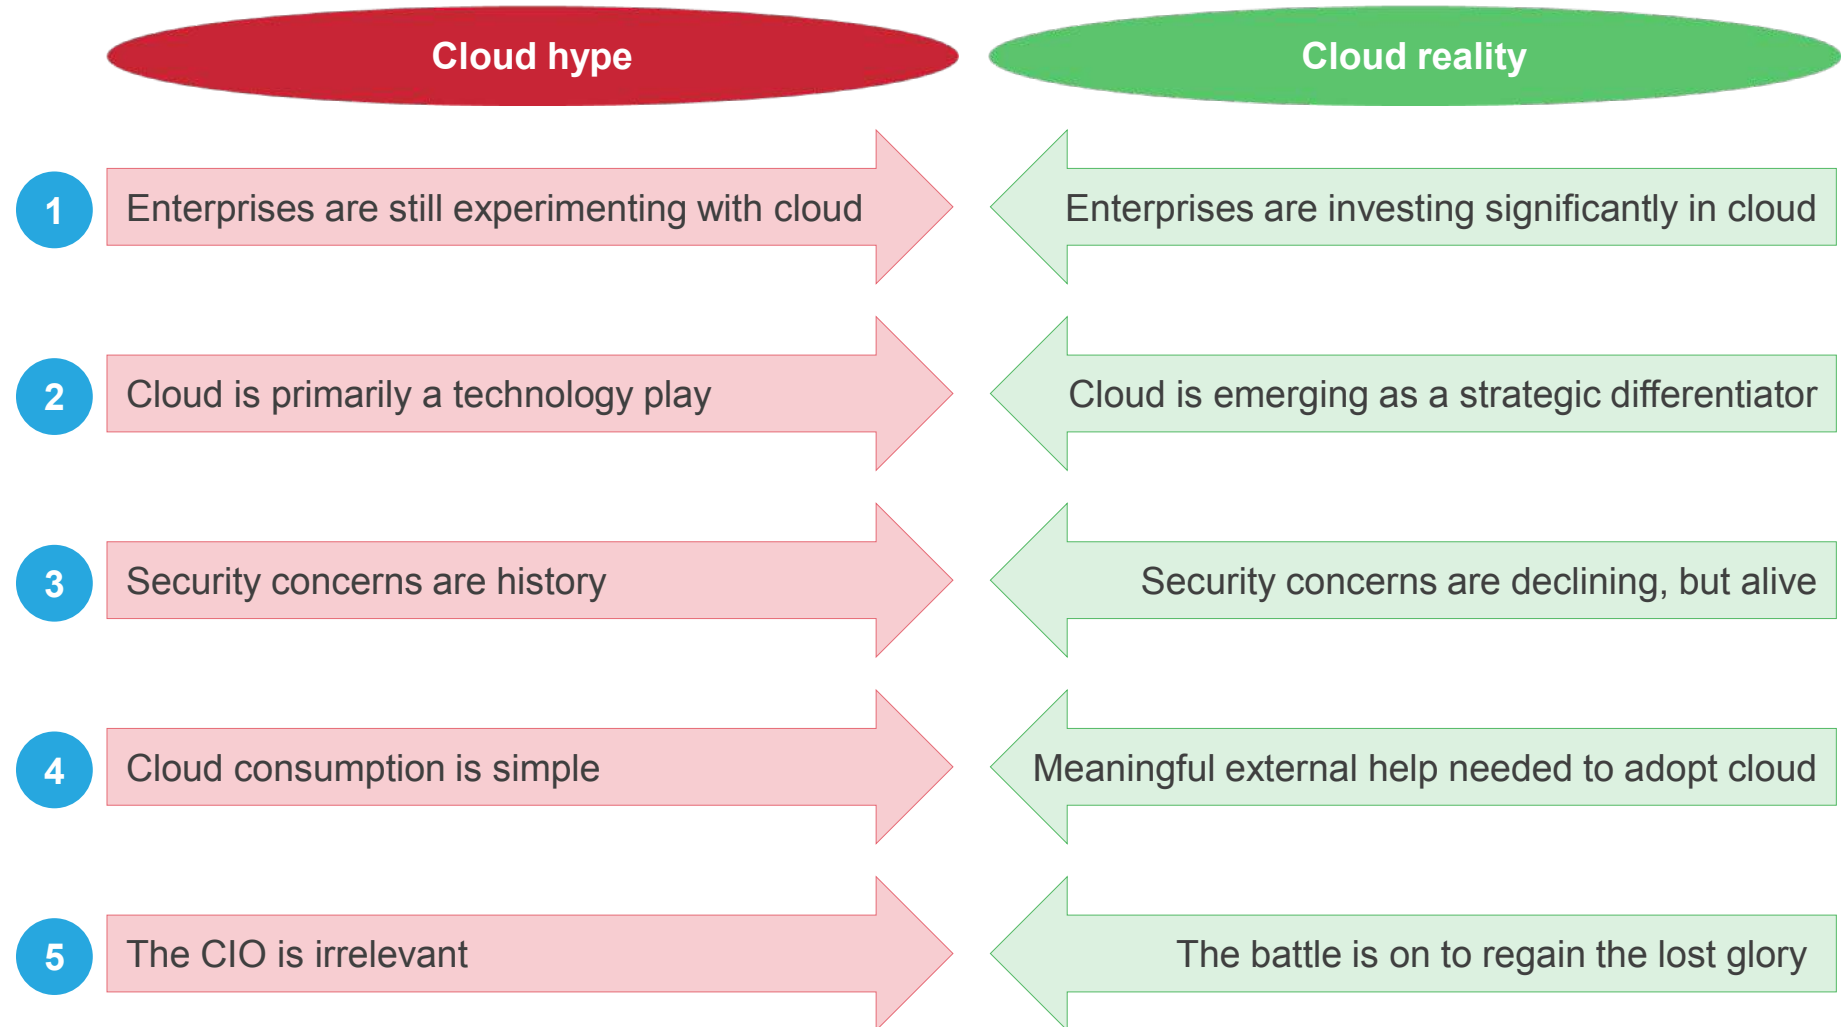 Cloud hype
Cloud reality
1
Enterprises are still experimenting with cloud
Enterprises are investing significantly in cloud
2
Cloud is primarily a technology play
Cloud is emerging as a strategic differentiator
3
Security concerns are history
Security concerns are declining, but alive
4
Cloud consumption is simple
Meaningful external help needed to adopt cloud
5
The CIO is irrelevant
The battle is on to regain the lost glory